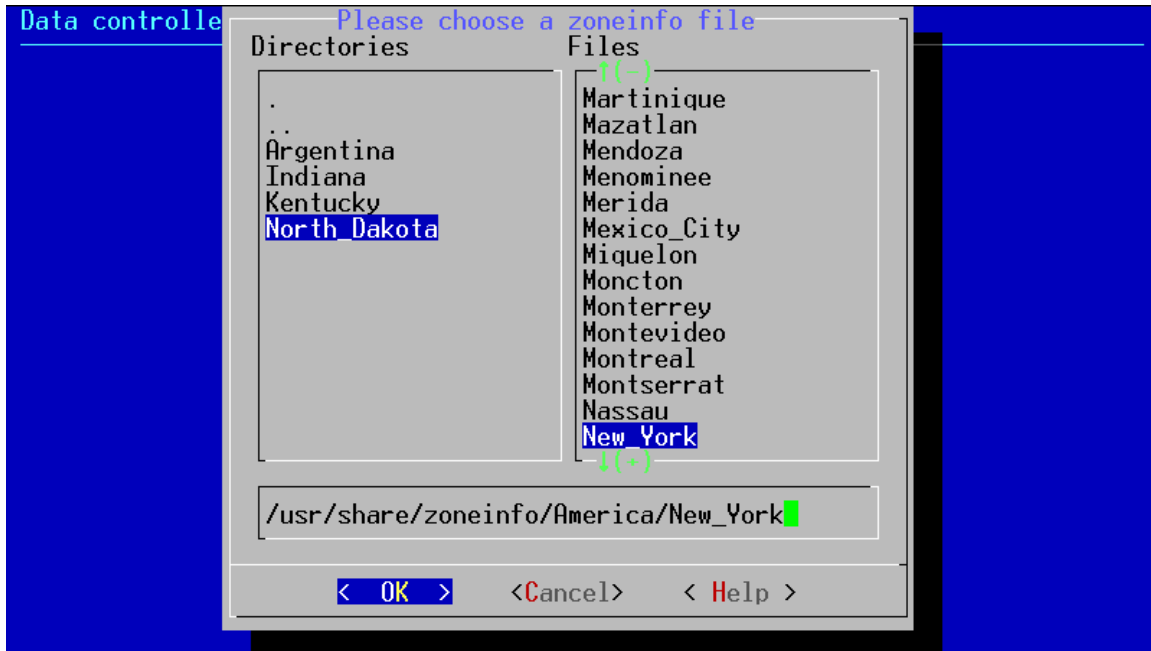 Data controlle
Please choose a zoneinfo file
Directories
Files
.
..
Argentina
Indiana
Kentucky
North_Dakota
↑(-)
Martinique
Mazatlan
Mendoza
Menominee
Merida
Mexico_City
Miquelon
Moncton
Monterrey
Montevideo
Montreal
Montserrat
Nassau
New_York
↓(+)
/usr/share/zoneinfo/America/New_York
< OK > <Cancel> < Help >